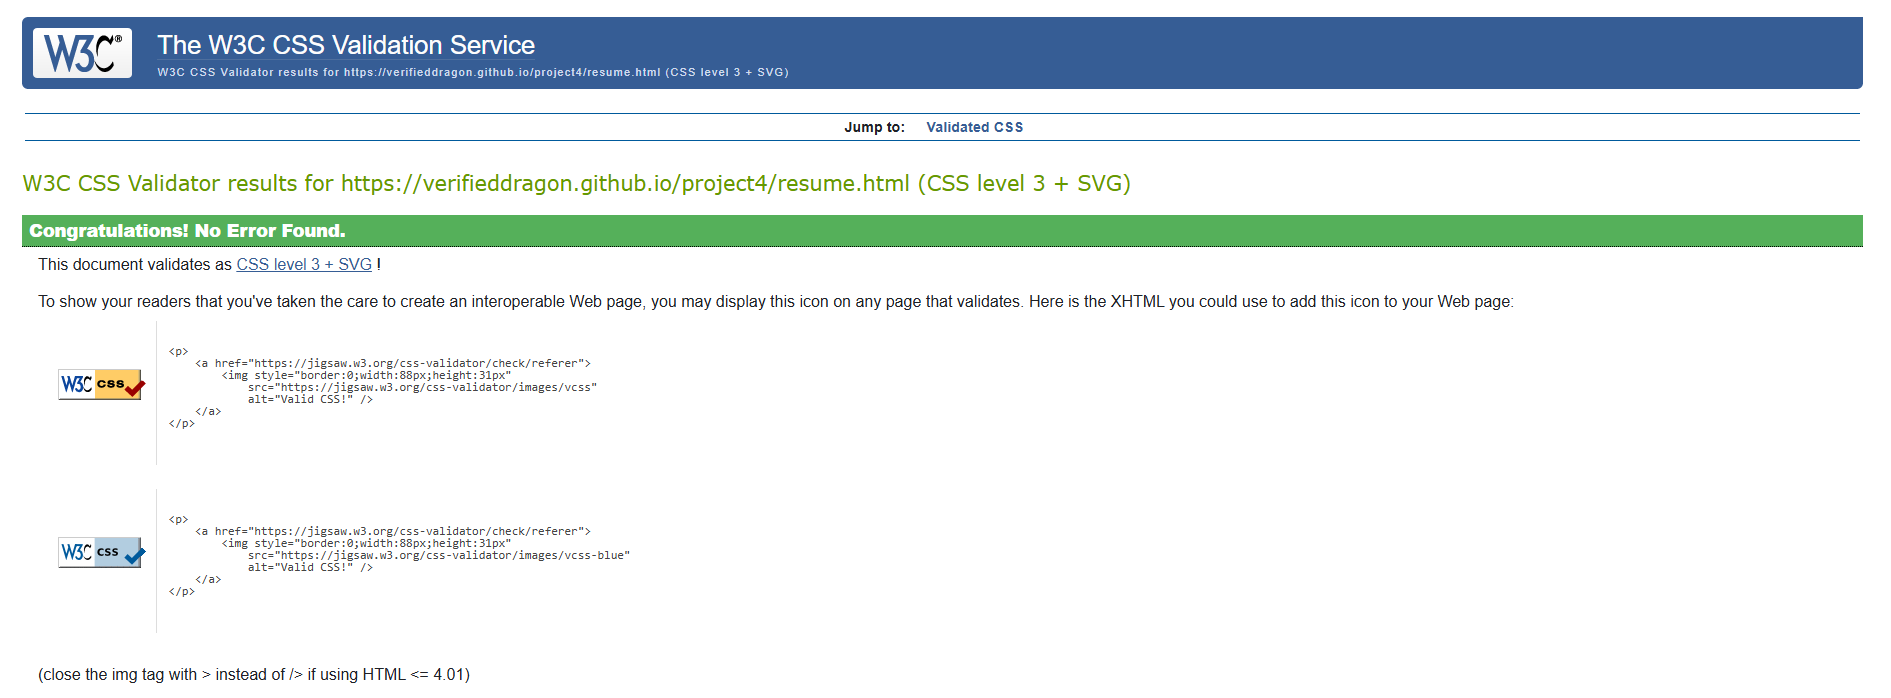 W3C®
The W3C CSS Validation Service
W3C CSS Validator results for https://verifieddragon.github.io/project4/resume.html (CSS level 3 + SVG)
Jump to: Validated CSS
W3C CSS Validator results for https://verifieddragon.github.io/project4/resume.html (CSS level 3 + SVG)
Congratulations! No Error Found.
This document validates as CSS level 3 + SVG !
To show your readers that you've taken the care to create an interoperable Web page, you may display this icon on any page that validates. Here is the XHTML you could use to add this icon to your Web page:
W3C css
<p>
    <a href="https://jigsaw.w3.org/css-validator/check/referer">
        <img style="border:0;width:88px;height:31px"
            src="https://jigsaw.w3.org/css-validator/images/vcss"
            alt="Valid CSS!" />
    </a>
</p>
W3C css
<p>
    <a href="https://jigsaw.w3.org/css-validator/check/referer">
        <img style="border:0;width:88px;height:31px"
            src="https://jigsaw.w3.org/css-validator/images/vcss-blue"
            alt="Valid CSS!" />
    </a>
</p>
(close the img tag with > instead of /> if using HTML <= 4.01)